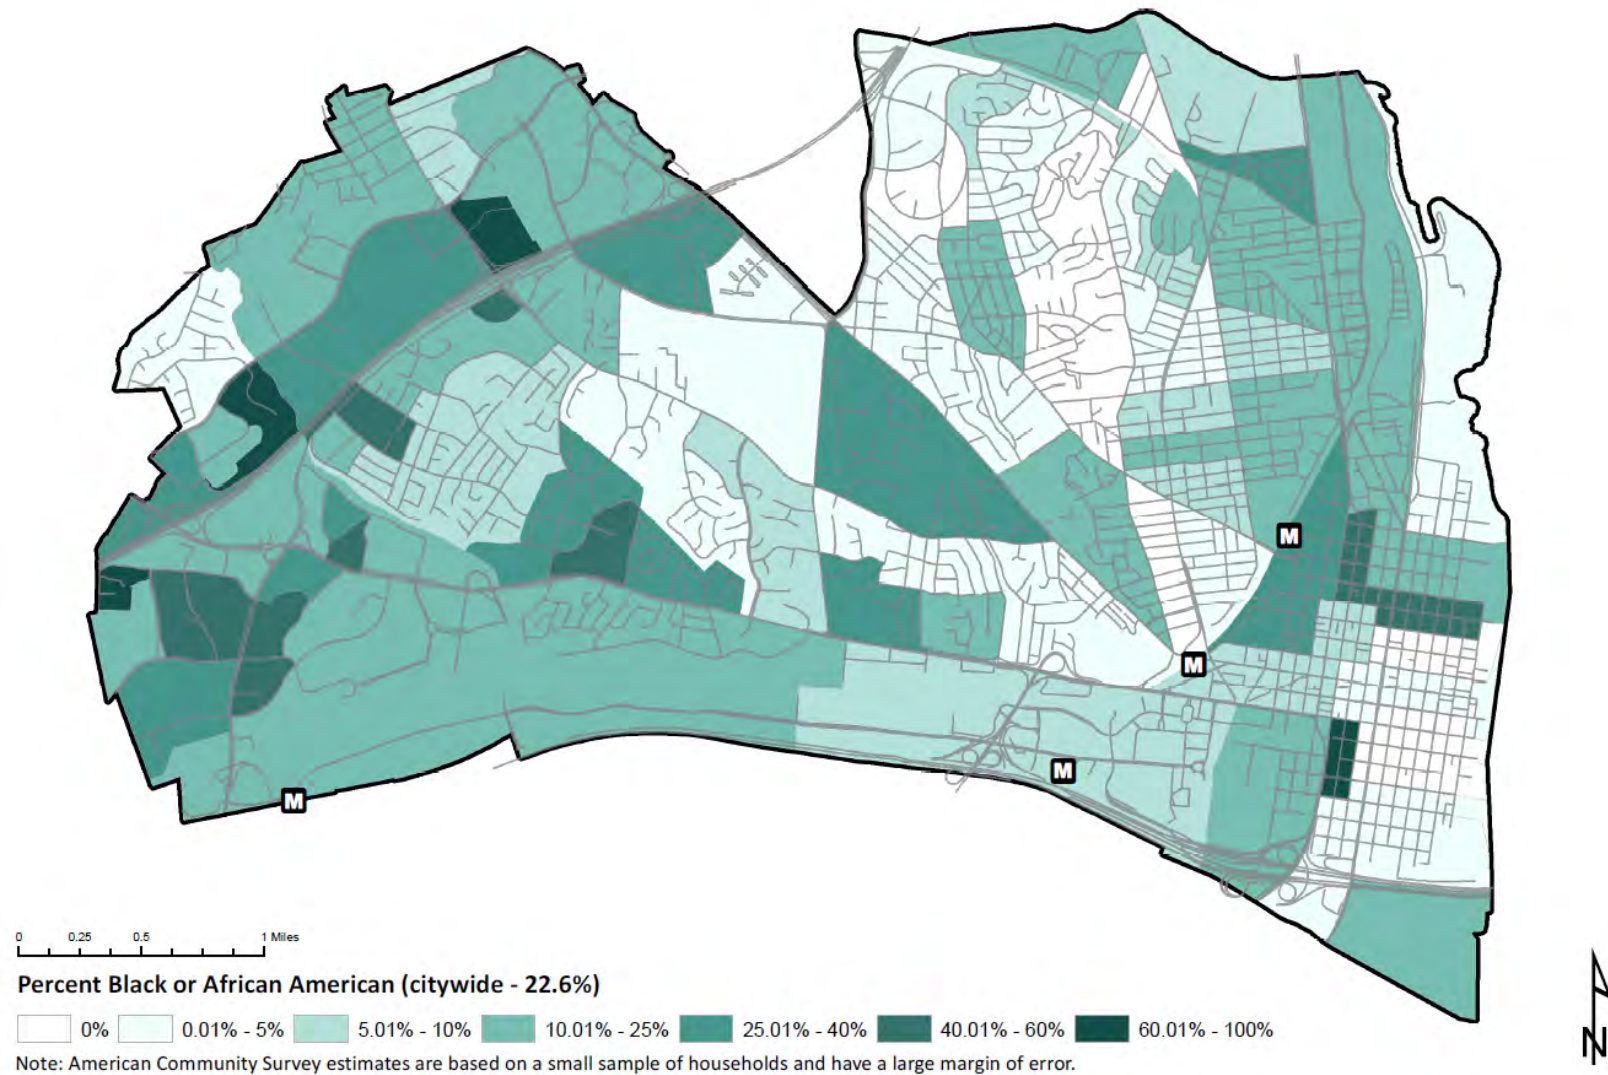 M
M
M
M
0 0.25 0.5 1 Miles
Percent Black or African American (citywide - 22.6%)
0% 0.01% - 5% 5.01% - 10% 10.01% - 25% 25.01% - 40% 40.01% - 60% 60.01% - 100%
N
Note: American Community Survey estimates are based on a small sample of households and have a large margin of error.